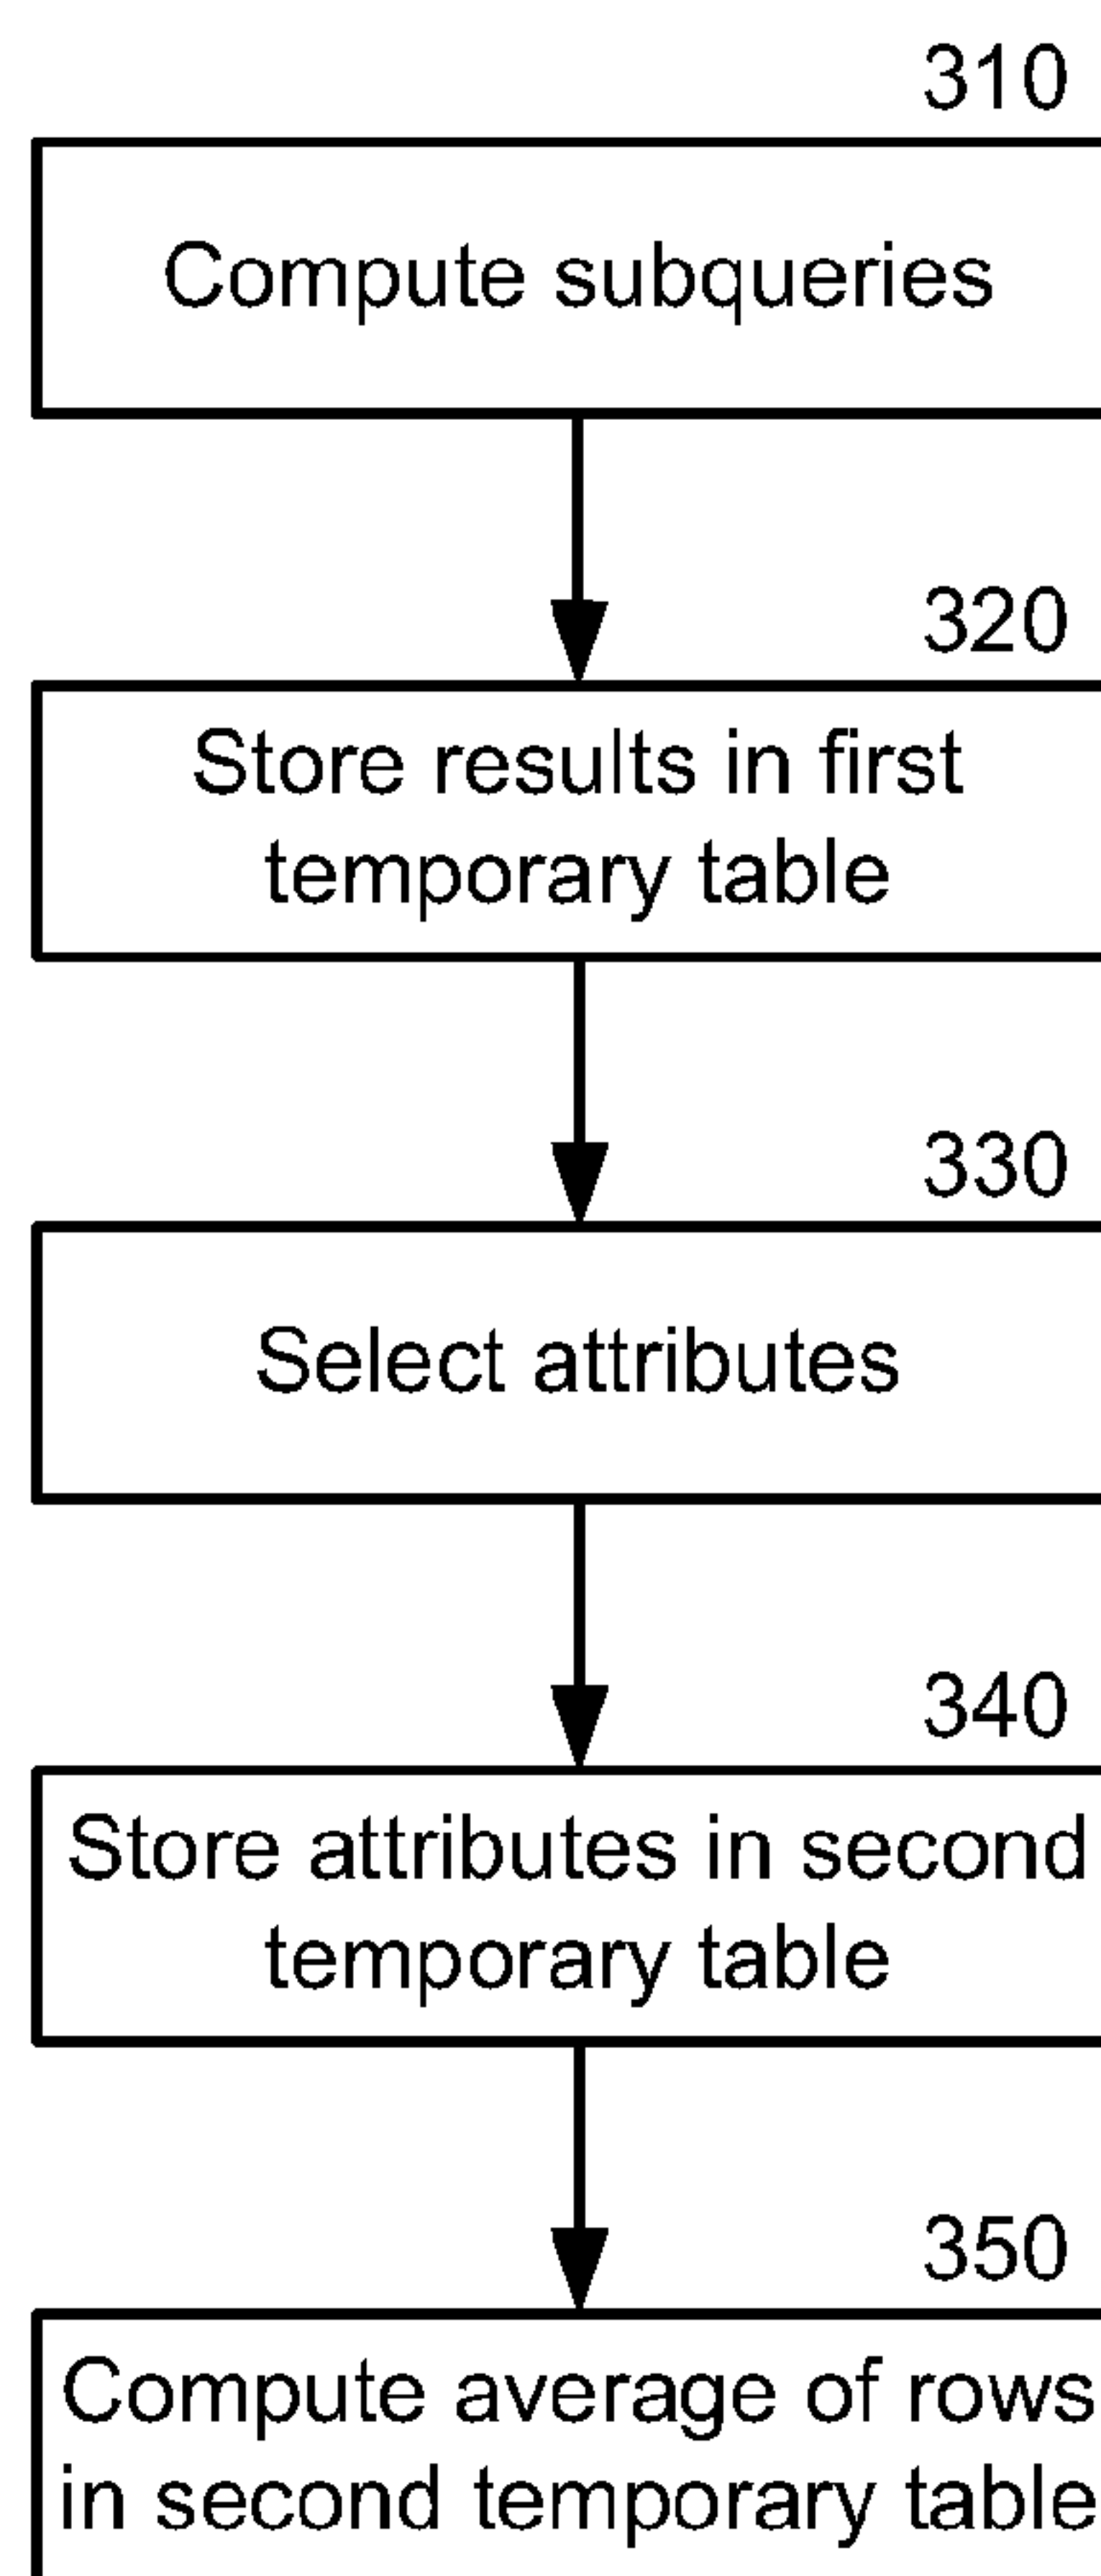 310
Compute subqueries
320
Store results in first
temporary table
330
Select attributes
340
Store attributes in second
temporary table
350
Compute average of rows
in second temporary table